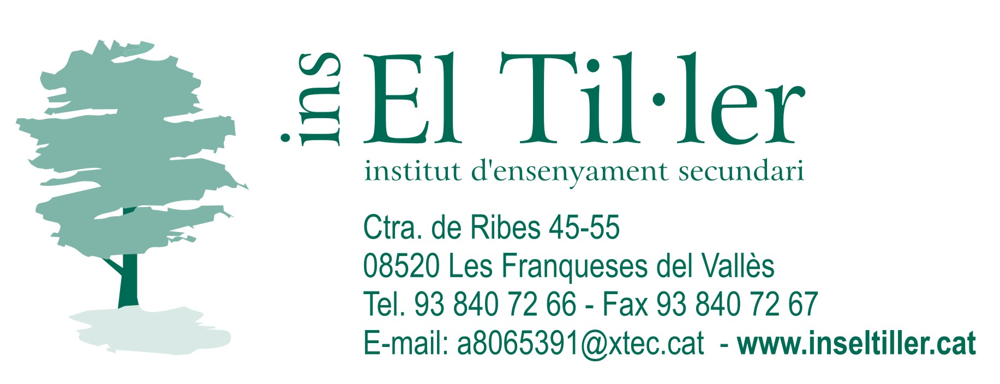 ins El Til·ler
institut d'ensenyament secundari
Ctra. de Ribes 45-55
08520 Les Franqueses del Vallès
Tel. 93 840 72 66 - Fax 93 840 72 67
E-mail: a8065391@xtec.cat - www.inseltiller.cat